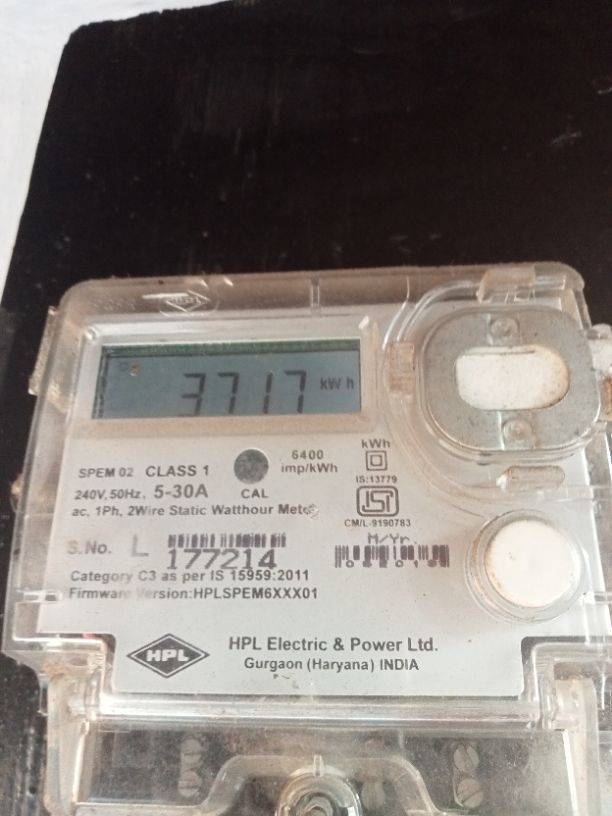 3717 kWh
SPEM 02 CLASS 1
6400
imp/kWh
kWh
IS:13779
240V,50Hz, 5-30A
CAL
ac, 1Ph, 2Wire Static Watthour Meter
ISI
CM/L-9190783
S.No. L 177214
M/Yr.
Category C3 as per IS 15959:2011
Firmware Version:HPLSPEM6XXX01
HPL
HPL Electric & Power Ltd.
Gurgaon (Haryana) INDIA